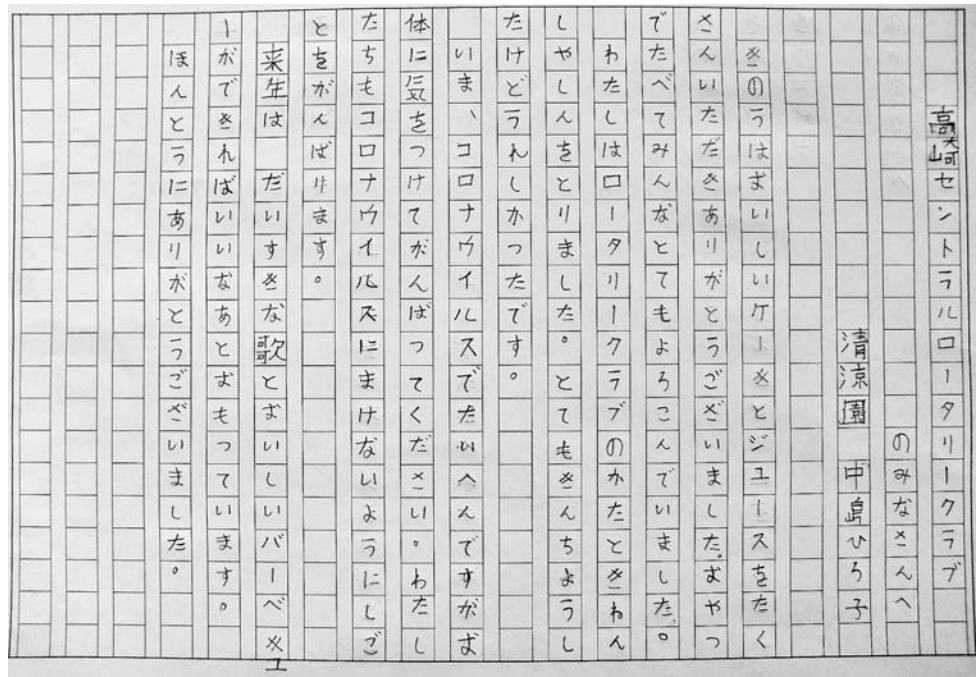 高崎セントラルロータリークラブ
のみなさんへ
清涼園　中島ひろ子
きのうはおいしいケーキとジュースをたく
さんいただきありがとうございました。おやつ
でたべてみんなとてもよろこんでいました。
わたしはロータリークラブのかたときねん
しゃしんをとりました。とてもきんちょうし
たけどうれしかったです。
いま、コロナウイルスでたいへんですがお
体に気をつけてがんばってください。わたし
たちもコロナウイルスにまけないようにしご
とをがんばります。
来年は　だいすきな歌とおいしいバーベキュ
ーができればいいなあとおもっています。
ほんとうにありがとうございました。